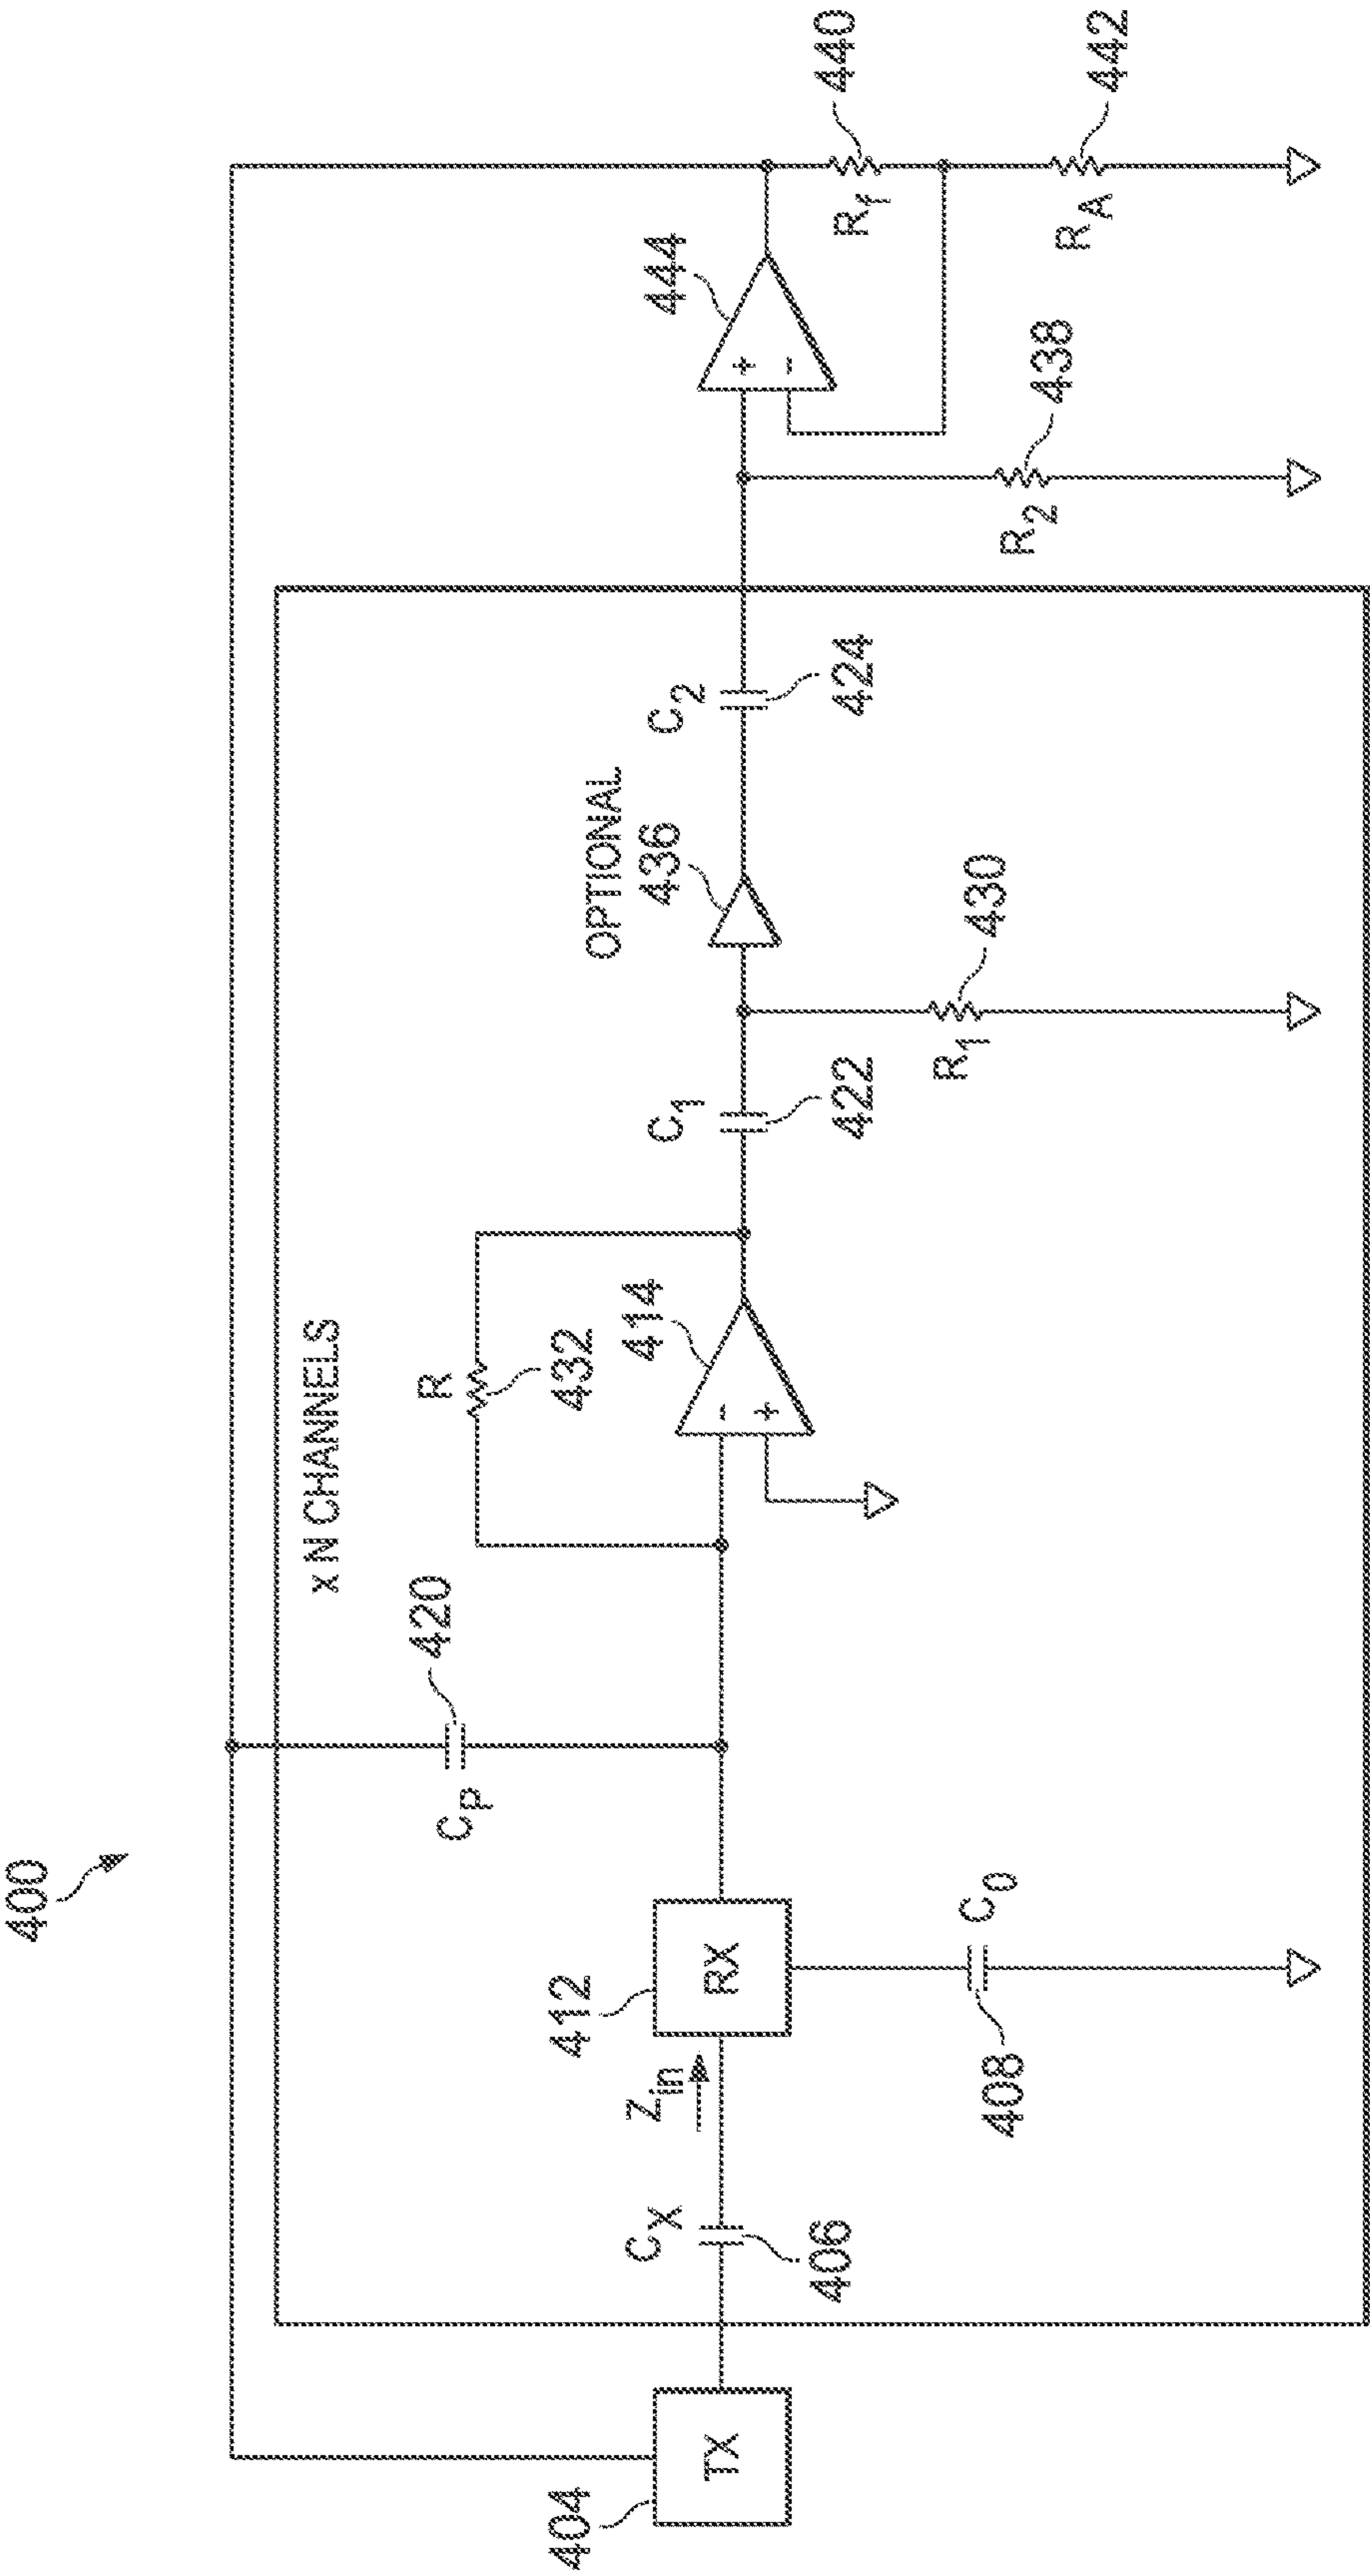 400
x N CHANNELS
C_P
420
R
432
OPTIONAL
436
404
TX
C_X
406
Z_in
412
RX
C_0
408
-
+
414
C_1
422
R_1
430
C_2
424
+
-
444
R_2
438
R_f
440
R_A
442